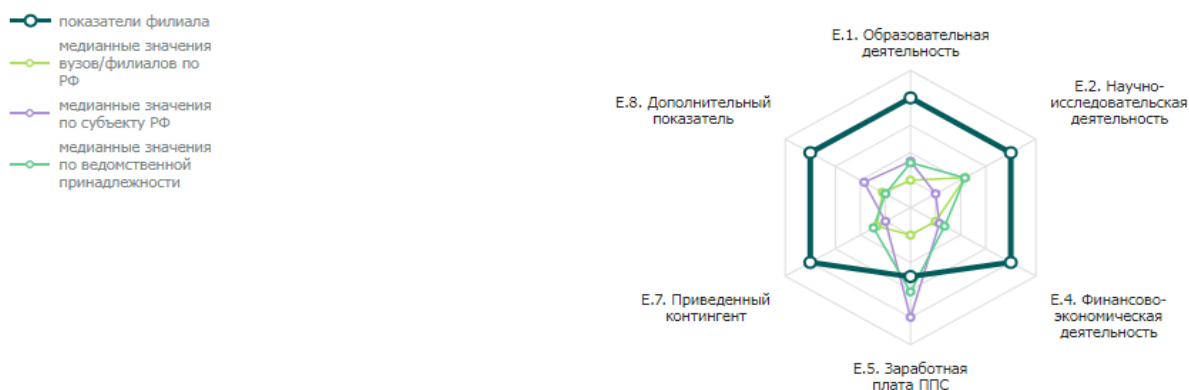 показатели филиала
медианные значения
вузов/филиалов по
РФ
медианные значения
по субъекту РФ
медианные значения
по ведомственной
принадлежности
E.1. Образовательная
деятельность
E.2. Научно-
исследовательская
деятельность
E.8. Дополнительный
показатель
E.7. Приведенный
контингент
E.4. Финансово-
экономическая
деятельность
E.5. Заработная
плата ППС